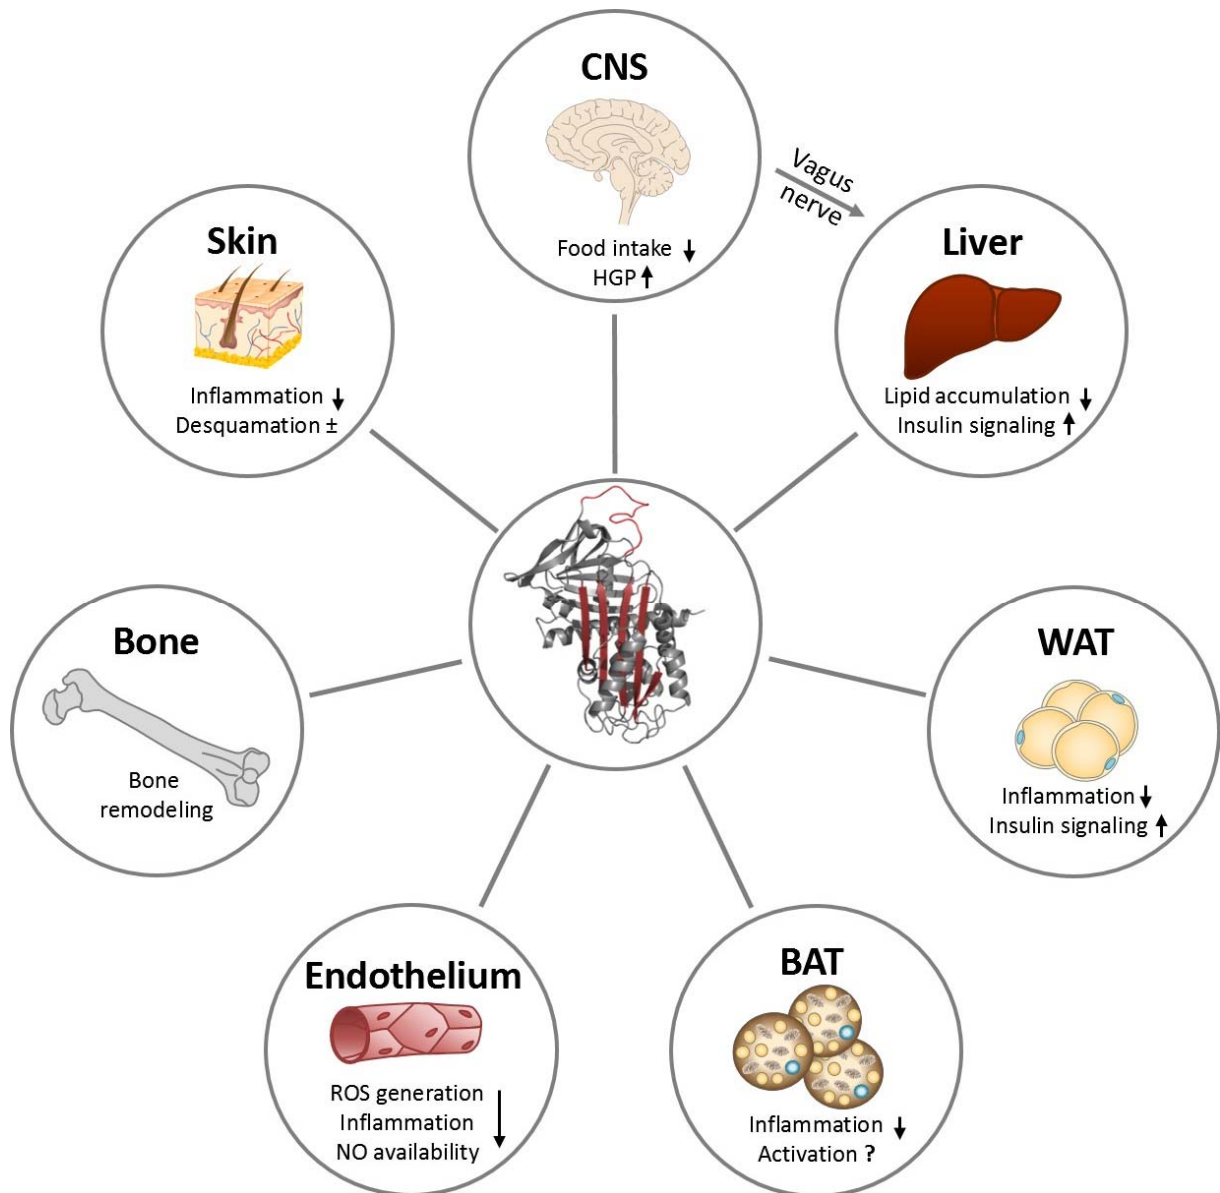 CNS
Food intake ↓
HGP ↑
Vagus
nerve
Liver
Lipid accumulation ↓
Insulin signaling ↑
Skin
Inflammation ↓
Desquamation ±
Bone
Bone
remodeling
WAT
Inflammation ↓
Insulin signaling ↑
Endothelium
ROS generation
Inflammation ↓
NO availability
BAT
Inflammation ↓
Activation ?